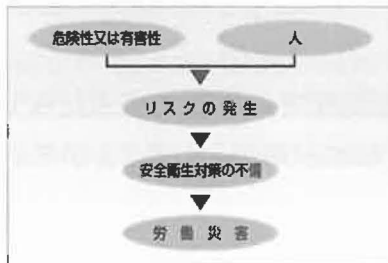 危険性又は有害性
人
リスクの発生
安全衛生対策の不備
労働災害